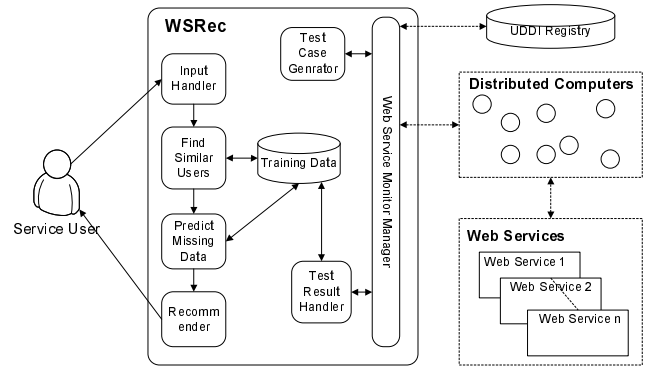 WSRec
Input
Handler
Find
Similar
Users
Predict
Missing
Data
Recomm
ender
Service User
Test
Case
Genrator
Training Data
Test
Result
Handler
Web Service Monitor Manager
UDDI Registry
Distributed Computers
Web Services
Web Service 1
Web Service 2
Web Service n